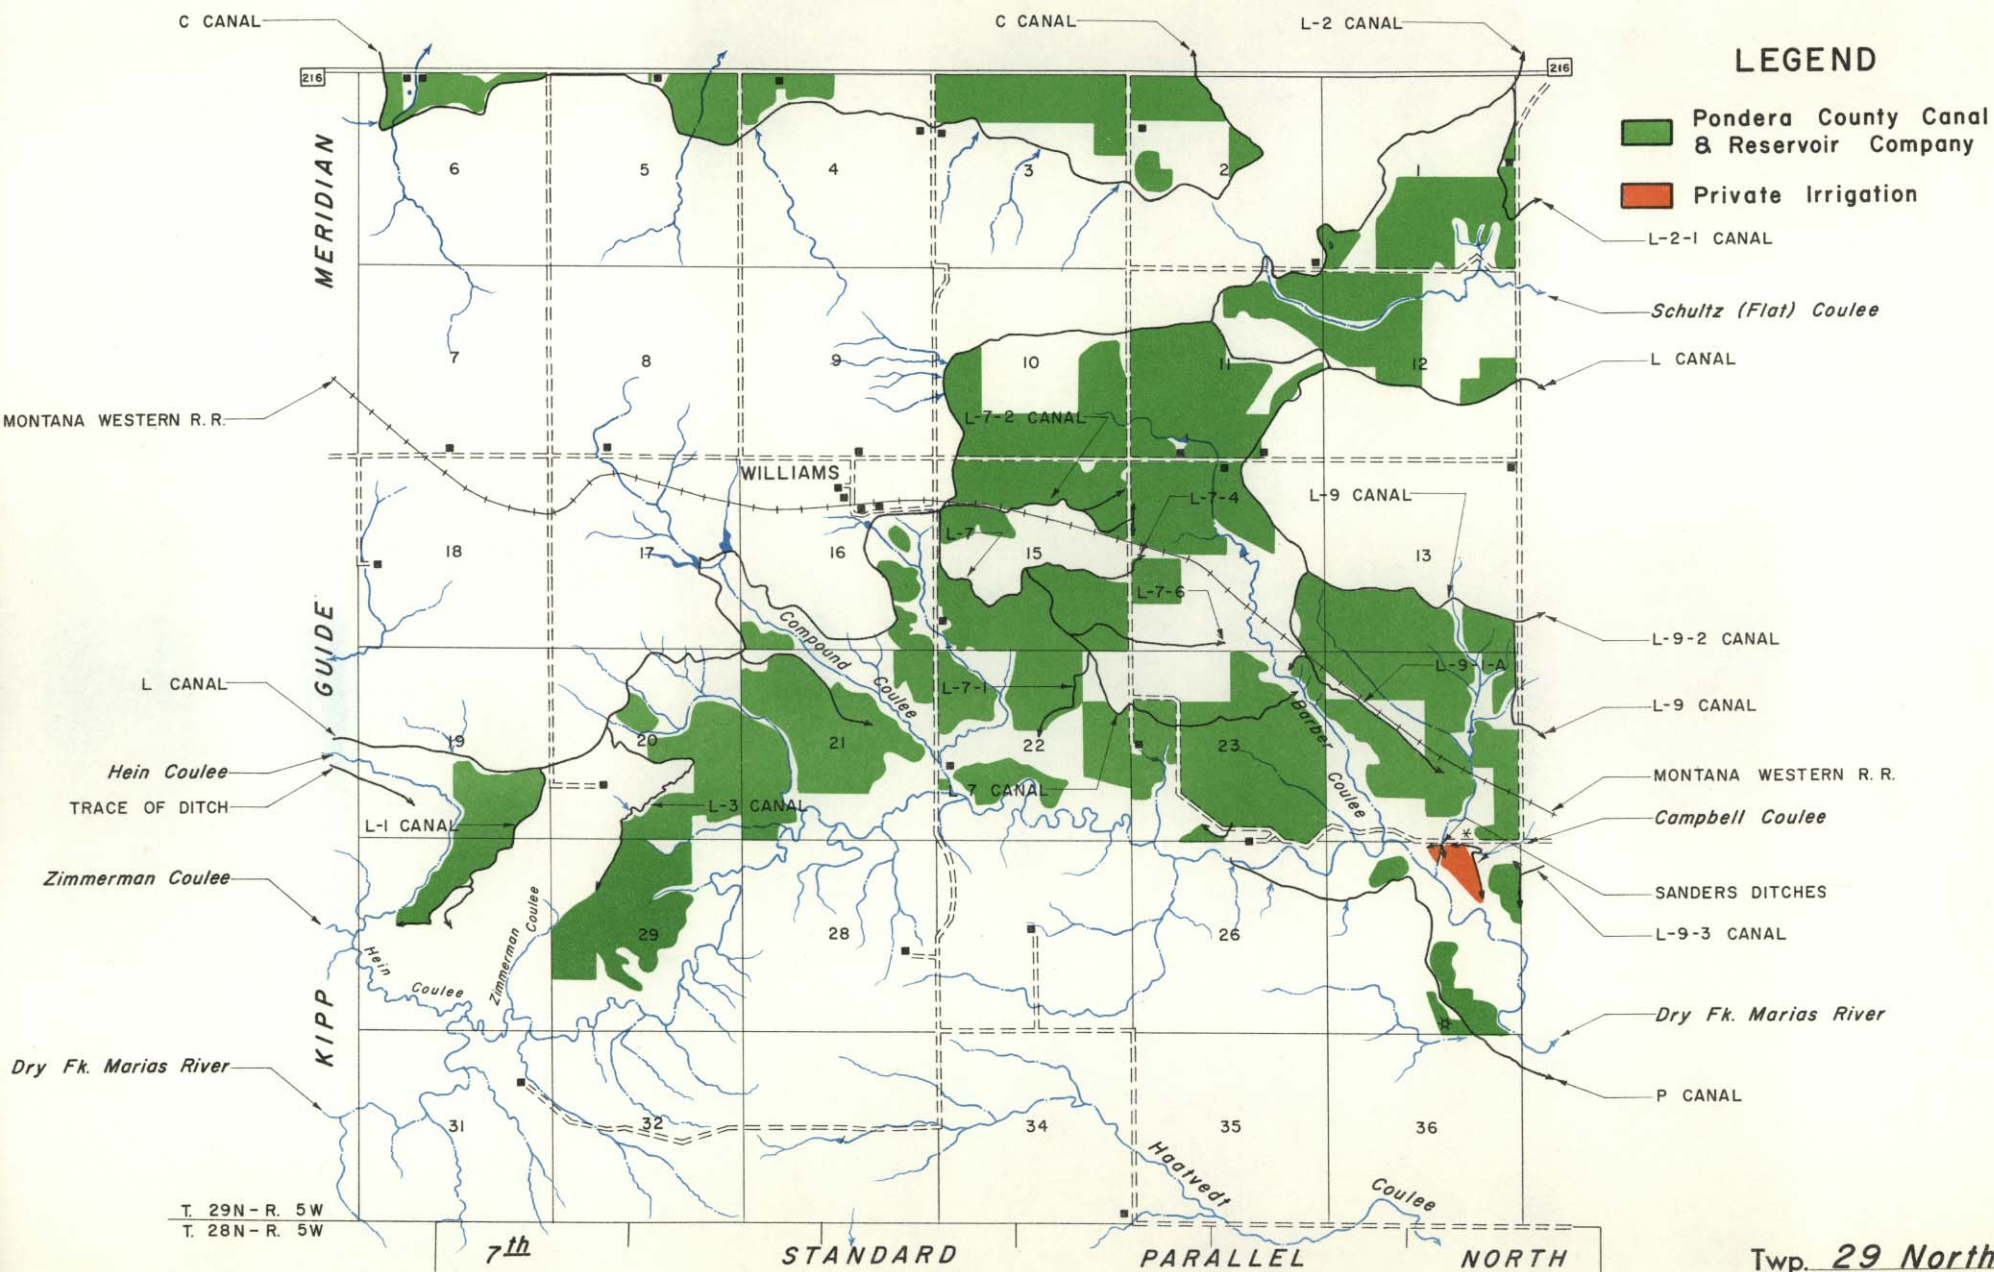 C CANAL
C CANAL
L-2 CANAL
LEGEND
216
216
Pondera County Canal
& Reservoir Company
Private Irrigation
MERIDIAN
6
5
4
3
2
1
L-2-1 CANAL
Schultz (Flat) Coulee
7
8
9
10
11
12
L CANAL
MONTANA WESTERN R.R.
L-7-2 CANAL
WILLIAMS
L-7-4
L-9 CANAL
L-7
18
17
16
15
13
L-7-6
GUIDE
Compound
Coulee
L-9-2 CANAL
L-9-1-A
L CANAL
L-7-1
L-9 CANAL
Barber
Coulee
19
20
21
22
23
Hein Coulee
MONTANA WESTERN R.R.
TRACE OF DITCH
L-3 CANAL
L-7 CANAL
L-1 CANAL
Campbell Coulee
*
Zimmerman Coulee
SANDERS DITCHES
Zimmerman Coulee
29
28
26
L-9-3 CANAL
Hein
Coulee
KIPP
Dry Fk. Marias River
Dry Fk. Marias River
P CANAL
31
32
34
35
36
Haatvedt
Coulee
T. 29N-R. 5W
T. 28N-R. 5W
7th STANDARD PARALLEL NORTH
Twp. 29 North